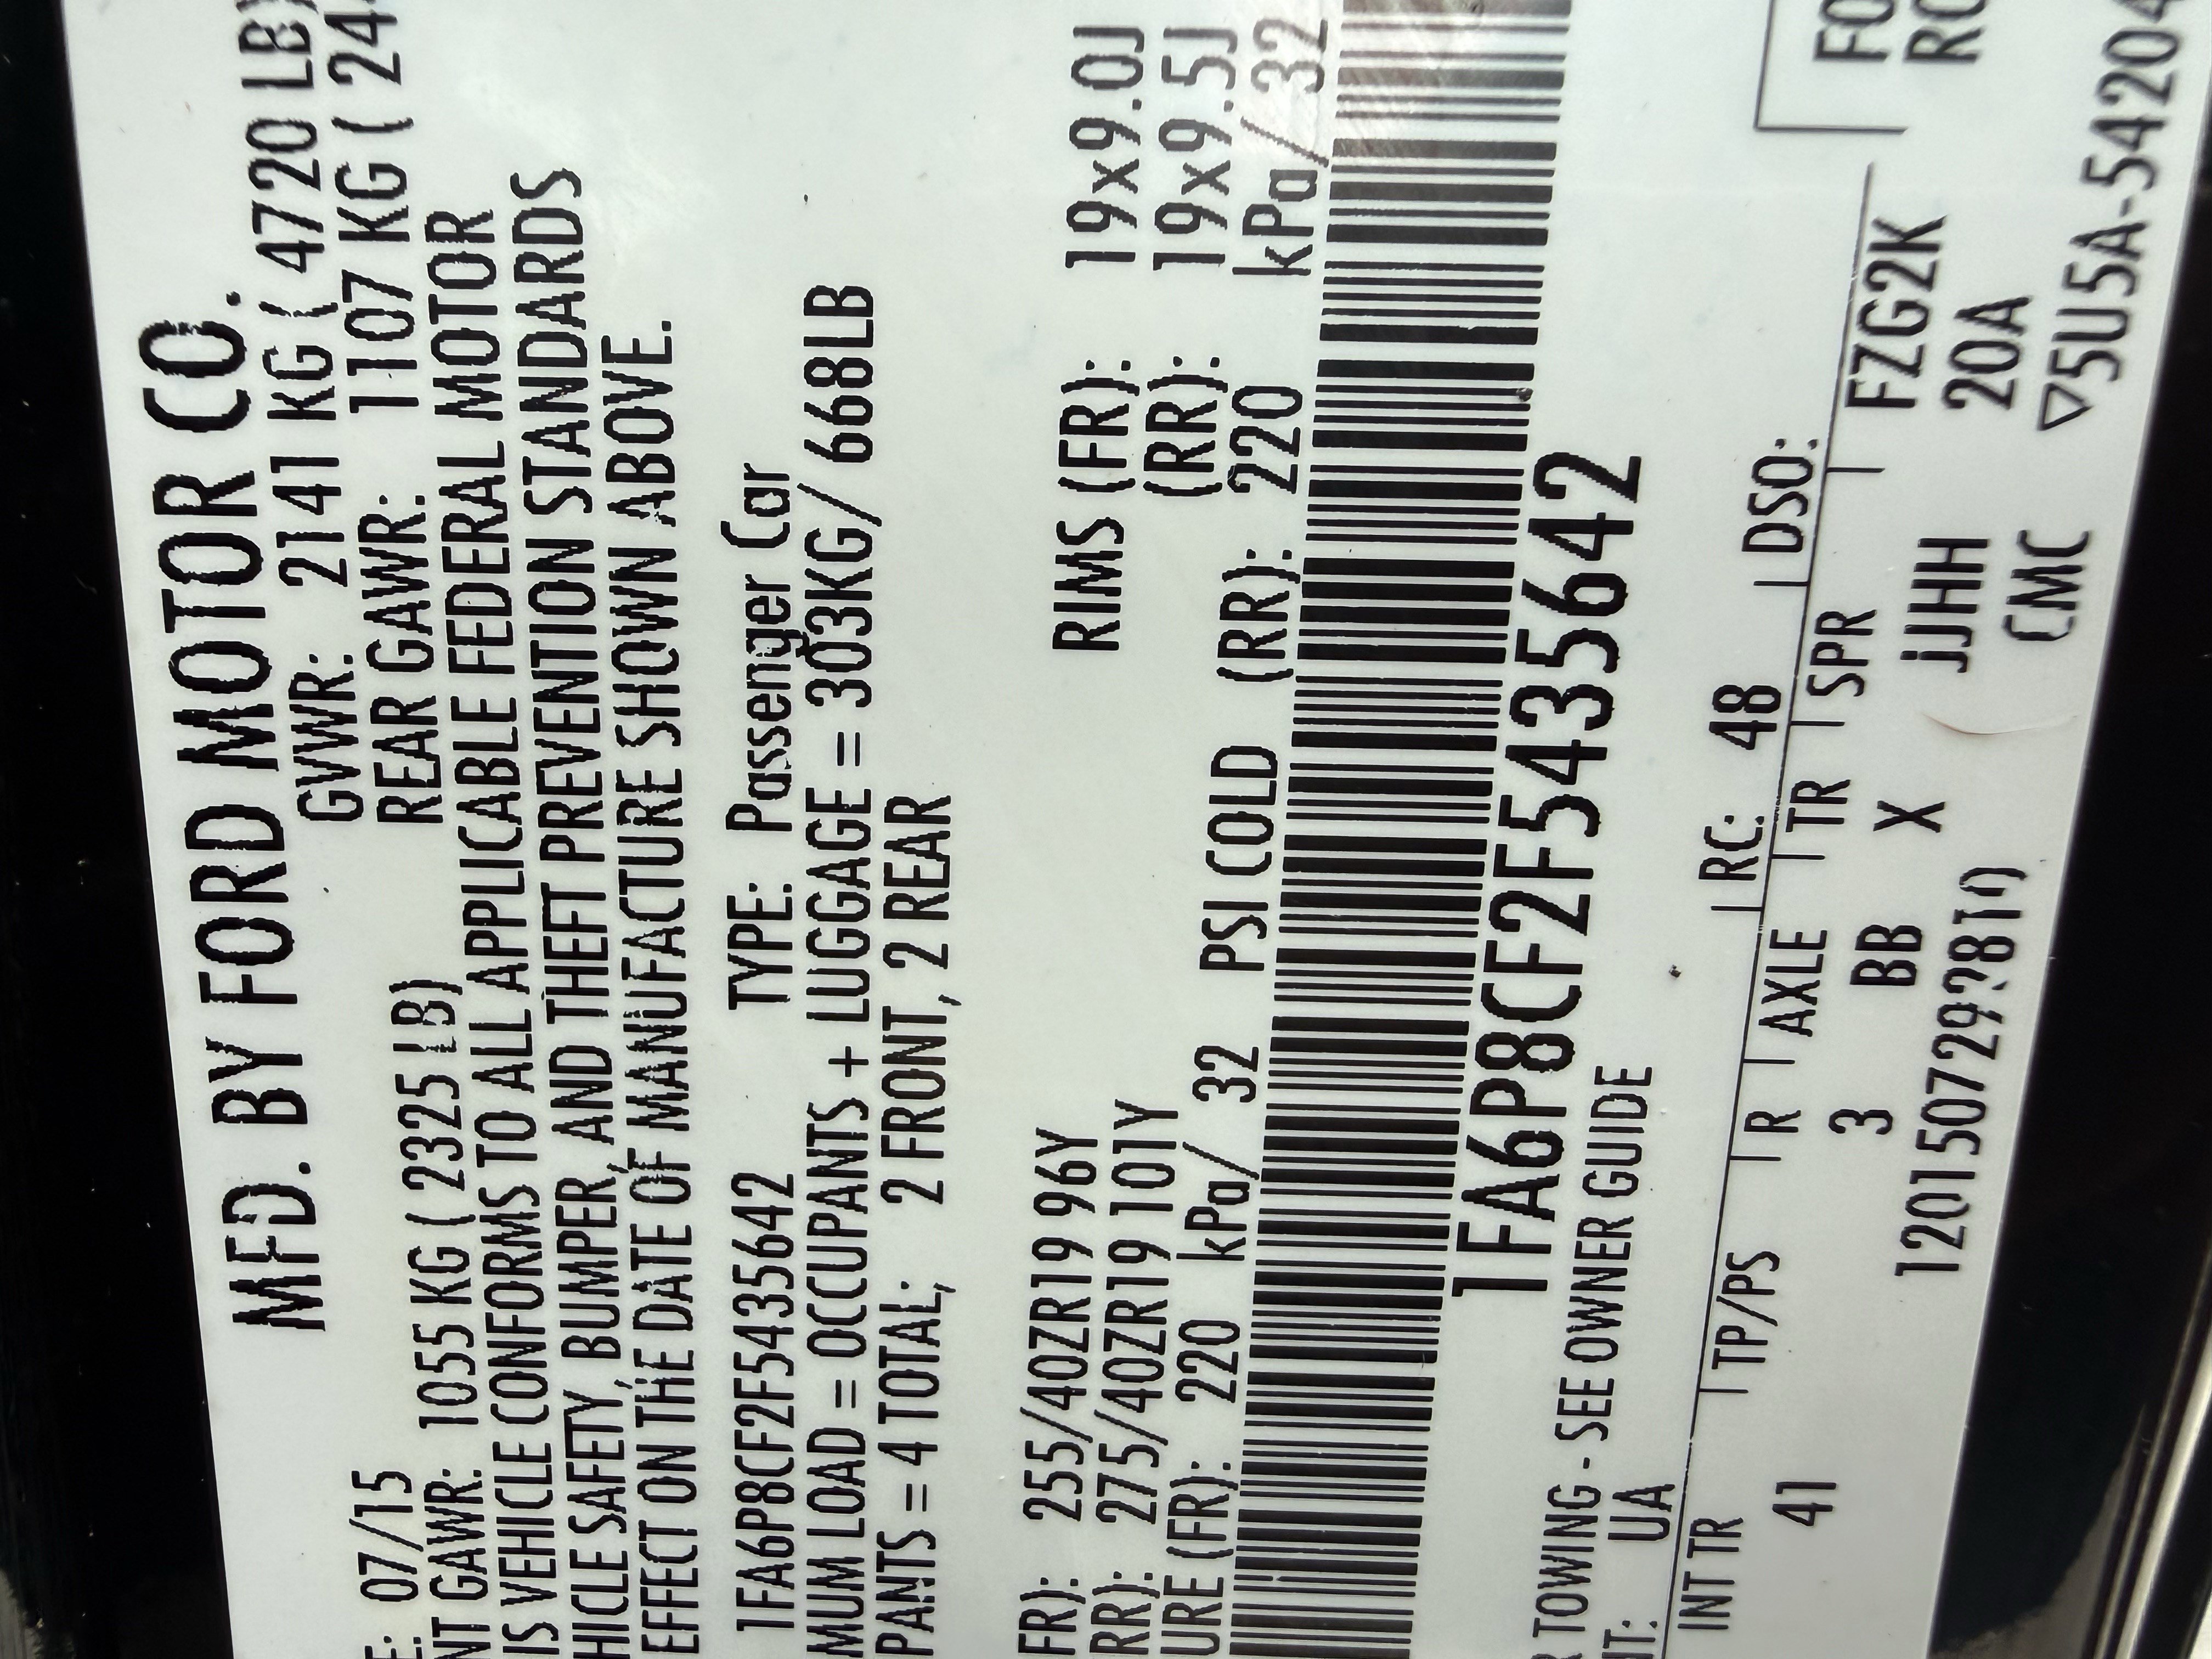 MFD. BY FORD MOTOR CO.
E: 07/15 GVWR: 2141 KG ( 4720 LB)
NT GAWR: 1055 KG ( 2325 LB) REAR GAWR: 1107 KG ( 244
IS VEHICLE CONFORMS TO ALL APPLICABLE FEDERAL MOTOR
HICLE SAFETY, BUMPER, AND THEFT PREVENTION STANDARDS
EFFECT ON THE DATE OF MANUFACTURE SHOWN ABOVE.
1FA6P8CF2F5435642 TYPE: Passenger Car
MUM LOAD = OCCUPANTS + LUGGAGE = 303KG/ 668LB
PANTS = 4 TOTAL; 2 FRONT, 2 REAR
FR): 255/40ZR19 96Y RIMS (FR): 19x9.0J
RR): 275/40ZR19 101Y (RR): 19x9.5J
URE (FR): 220 kPa/ 32 PSI COLD (RR): 220 kPa/ 32
1FA6P8CF2F5435642
R TOWING - SEE OWNER GUIDE
NT: UA RC: 48 DSO:
INT TR TP/PS R AXLE TR SPR FZG2K
41 3 BB X jJHH 20A
CMC ▽5U5A-54204
FO
RO